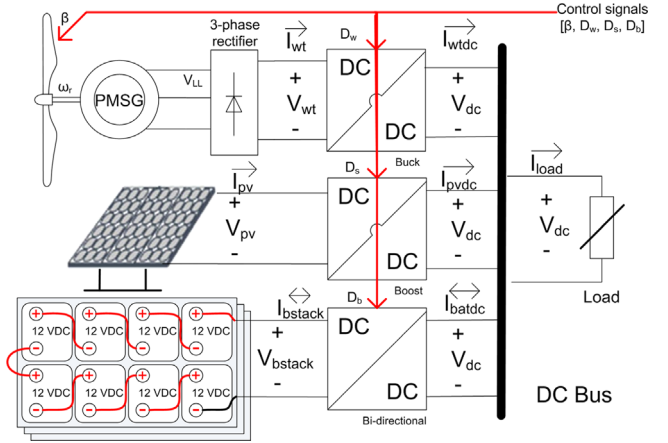 Control signals
[β, Dw, Ds, Db]
β
3-phase
rectifier
Iwt
Dw
Iwtdc
ωr
PMSG
VLL
+
Vwt
-
DC
DC
Buck
+
Vdc
-
Ipv
+
Vpv
-
Ds
DC
DC
Boost
Ipvdc
+
Vdc
-
Iload
+
Vdc
-
Load
+ + + +
12 VDC 12 VDC 12 VDC 12 VDC
- - - -
+ + + +
12 VDC 12 VDC 12 VDC 12 VDC
- - - -
Ibstack
+
Vbstack
-
Db
DC
DC
Bi-directional
Ibatdc
+
Vdc
-
DC Bus